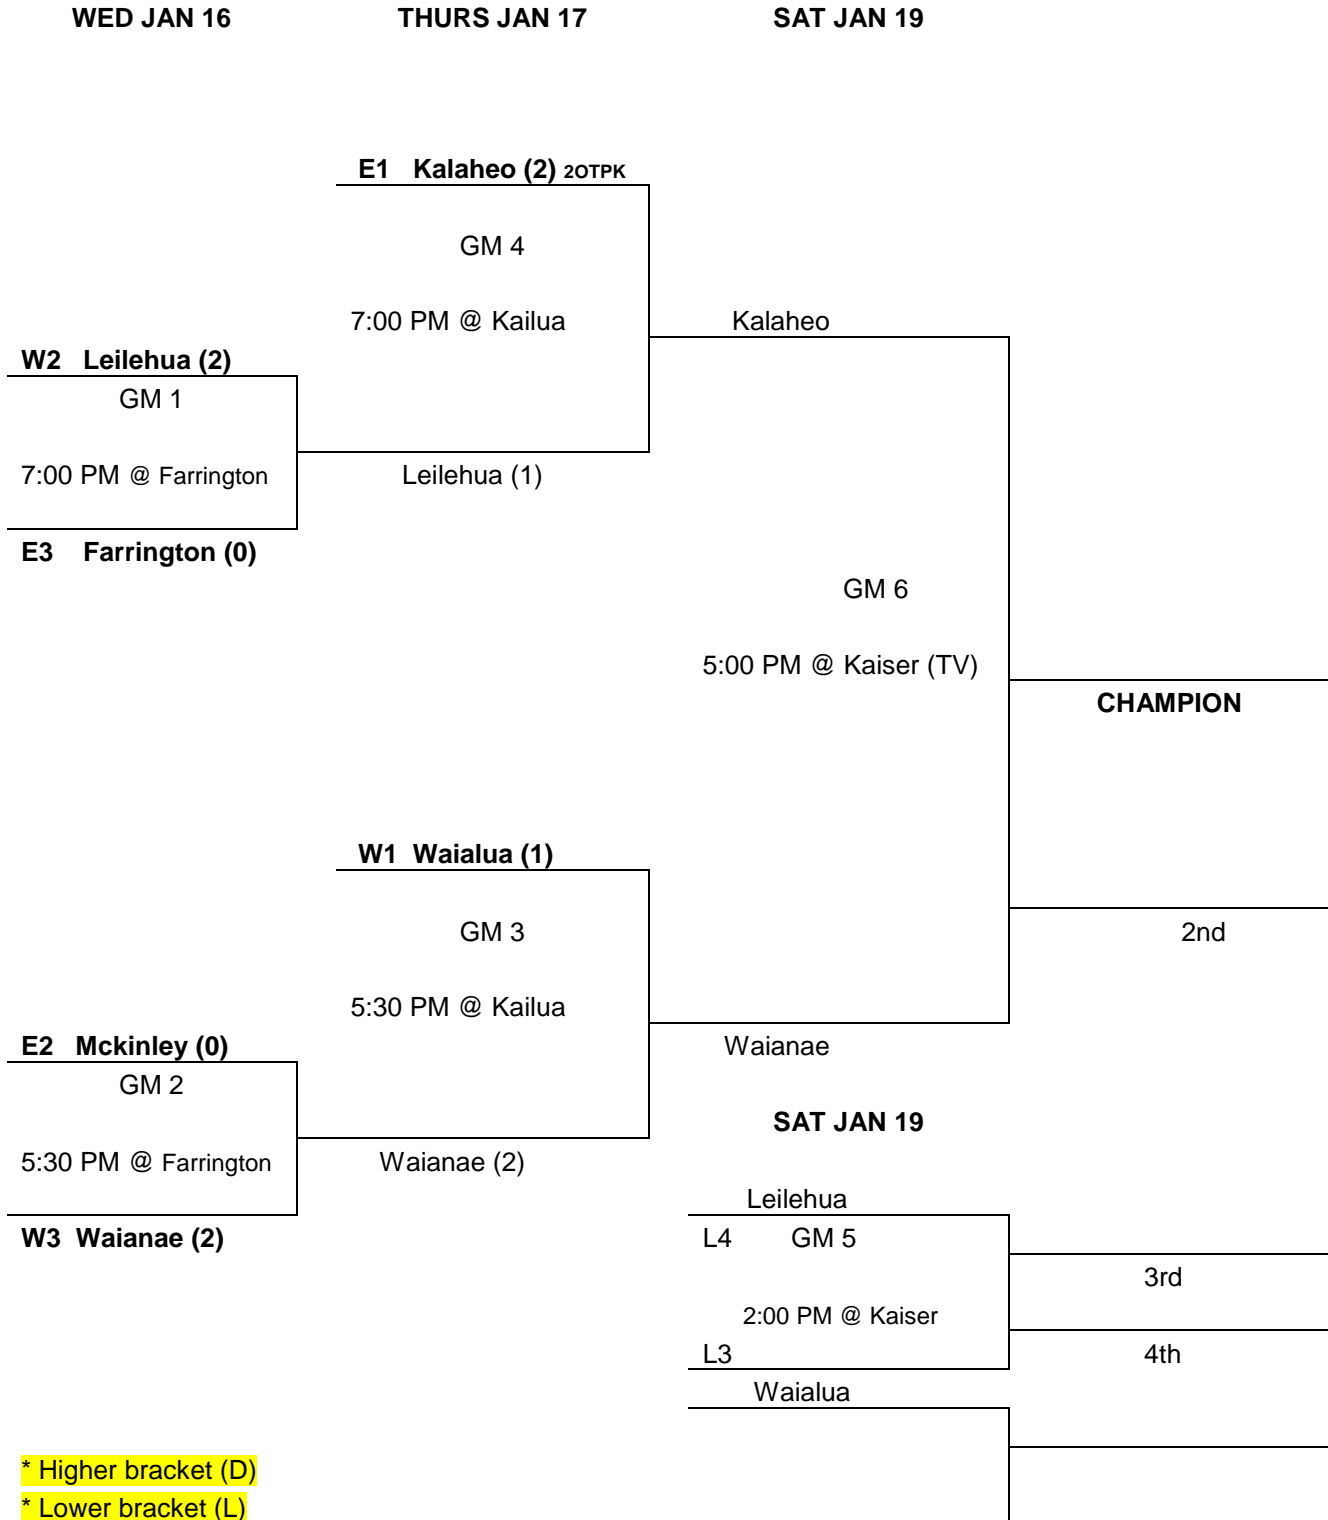 WED JAN 16 THURS JAN 17 SAT JAN 19
E1 Kalaheo (2) 2OTPK
GM 4
7:00 PM @ Kailua Kalaheo
W2 Leilehua (2)
GM 1
7:00 PM @ Farrington Leilehua (1)
E3 Farrington (0)
GM 6
5:00 PM @ Kaiser (TV)
CHAMPION
W1 Waialua (1)
GM 3 2nd
5:30 PM @ Kailua
E2 Mckinley (0) Waianae
GM 2
SAT JAN 19
5:30 PM @ Farrington Waianae (2)
Leilehua
W3 Waianae (2) L4 GM 5
3rd
2:00 PM @ Kaiser
L3 4th
Waialua
* Higher bracket (D)
* Lower bracket (L)